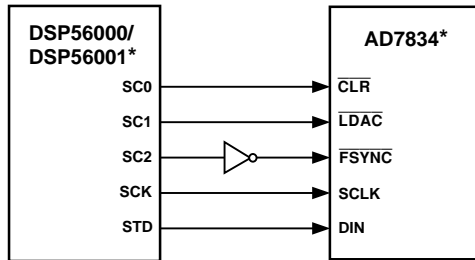 DSP56000/
DSP56001*
SC0
SC1
SC2
SCK
STD
AD7834*
CLR
LDAC
FSYNC
SCLK
DIN